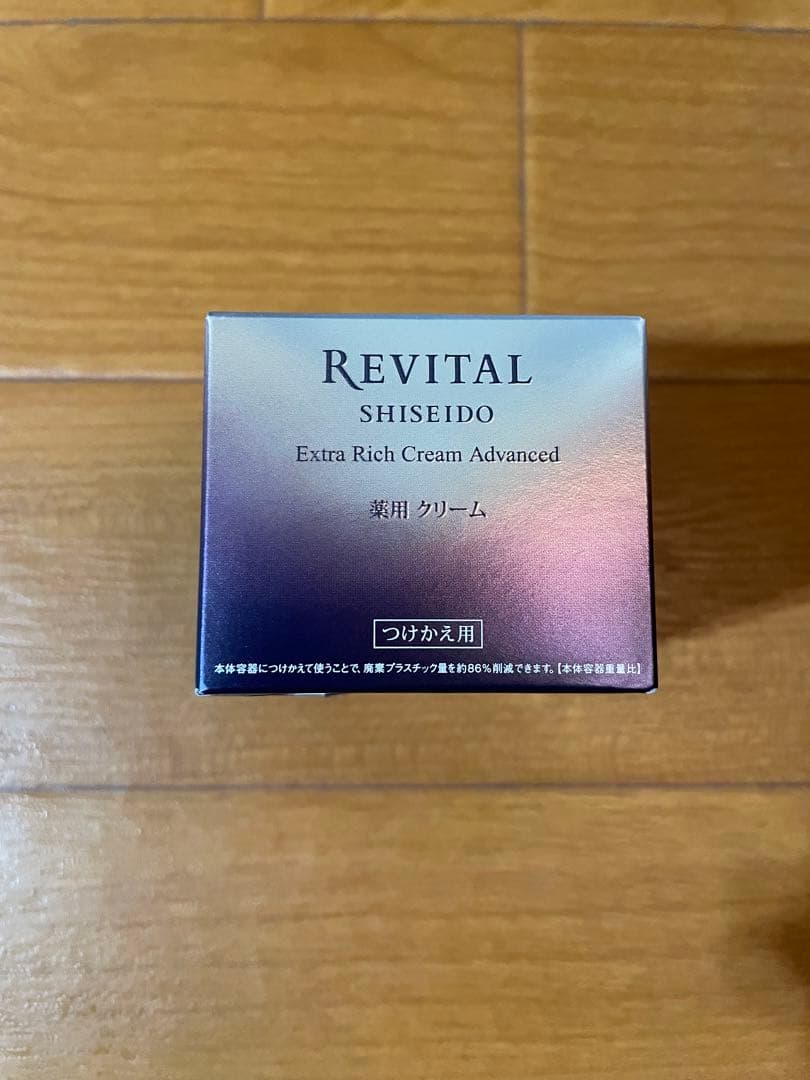 REVITAL
SHISEIDO
Extra Rich Cream Advanced
薬用 クリーム
つけかえ用
本体容器につけかえて使うことで、廃棄プラスチック量を約86%削減できます。【本体容器重量比】